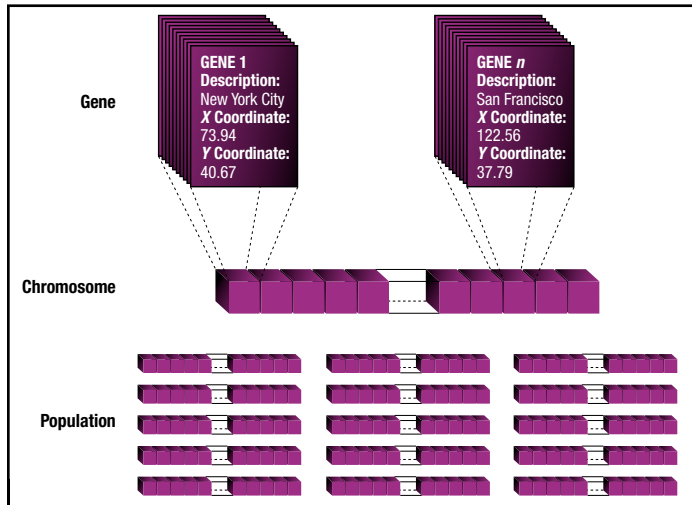 Gene
GENE 1
Description:
New York City
X Coordinate:
73.94
Y Coordinate:
40.67
GENE n
Description:
San Francisco
X Coordinate:
122.56
Y Coordinate:
37.79
Chromosome
Population